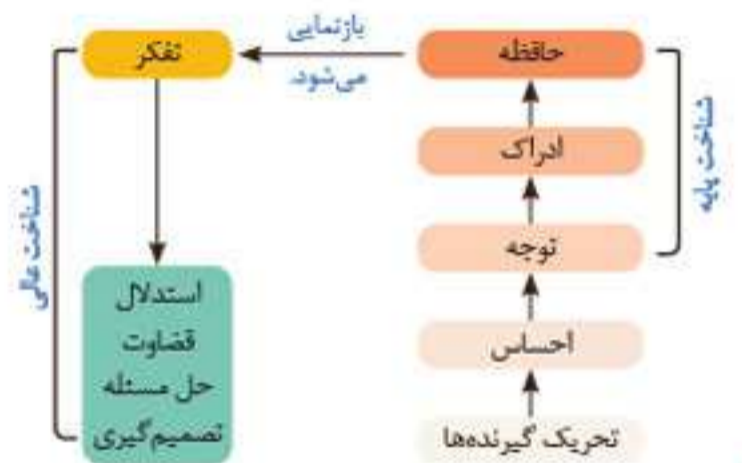 شناخت پایه
حافظه
ادراک
توجه
احساس
تحریک گیرنده‌ها
بازنمایی
می‌شود.
تفکر
استدلال
قضاوت
حل مسئله
تصمیم‌گیری
شناخت عالی